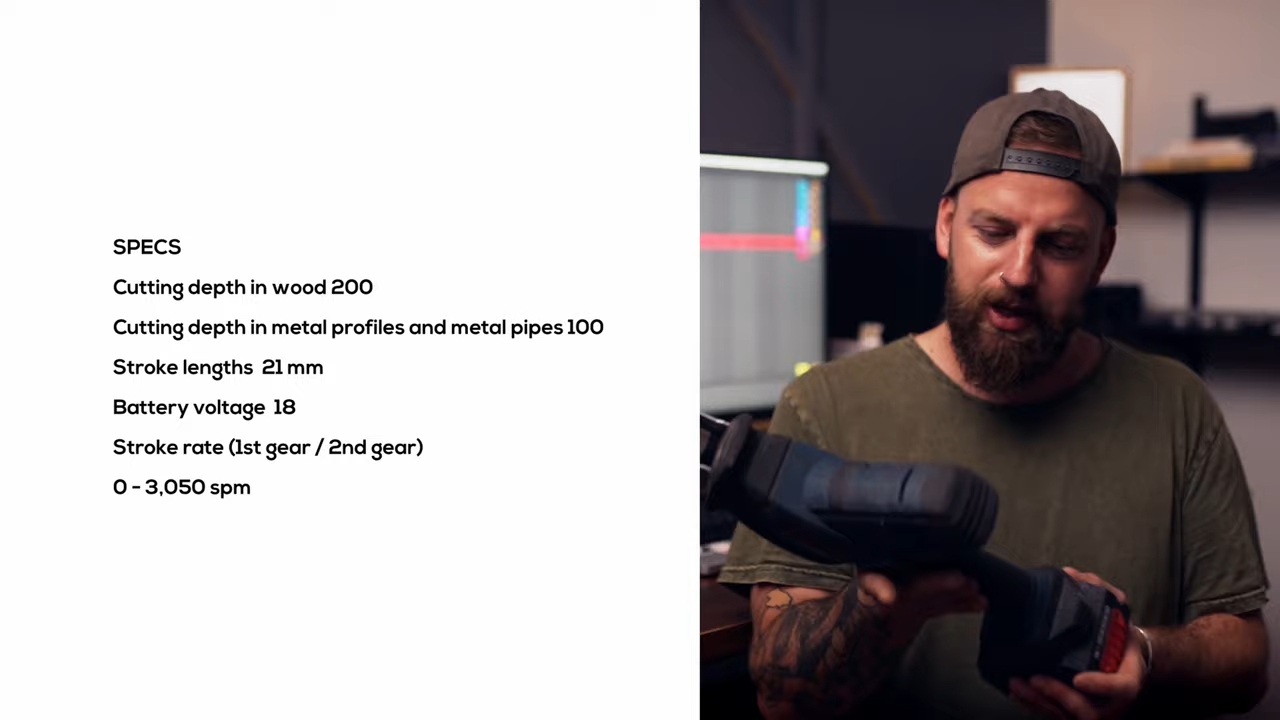 SPECS
Cutting depth in wood 200
Cutting depth in metal profiles and metal pipes 100
Stroke lengths 21 mm
Battery voltage 18
Stroke rate (1st gear / 2nd gear)
0 - 3,050 spm